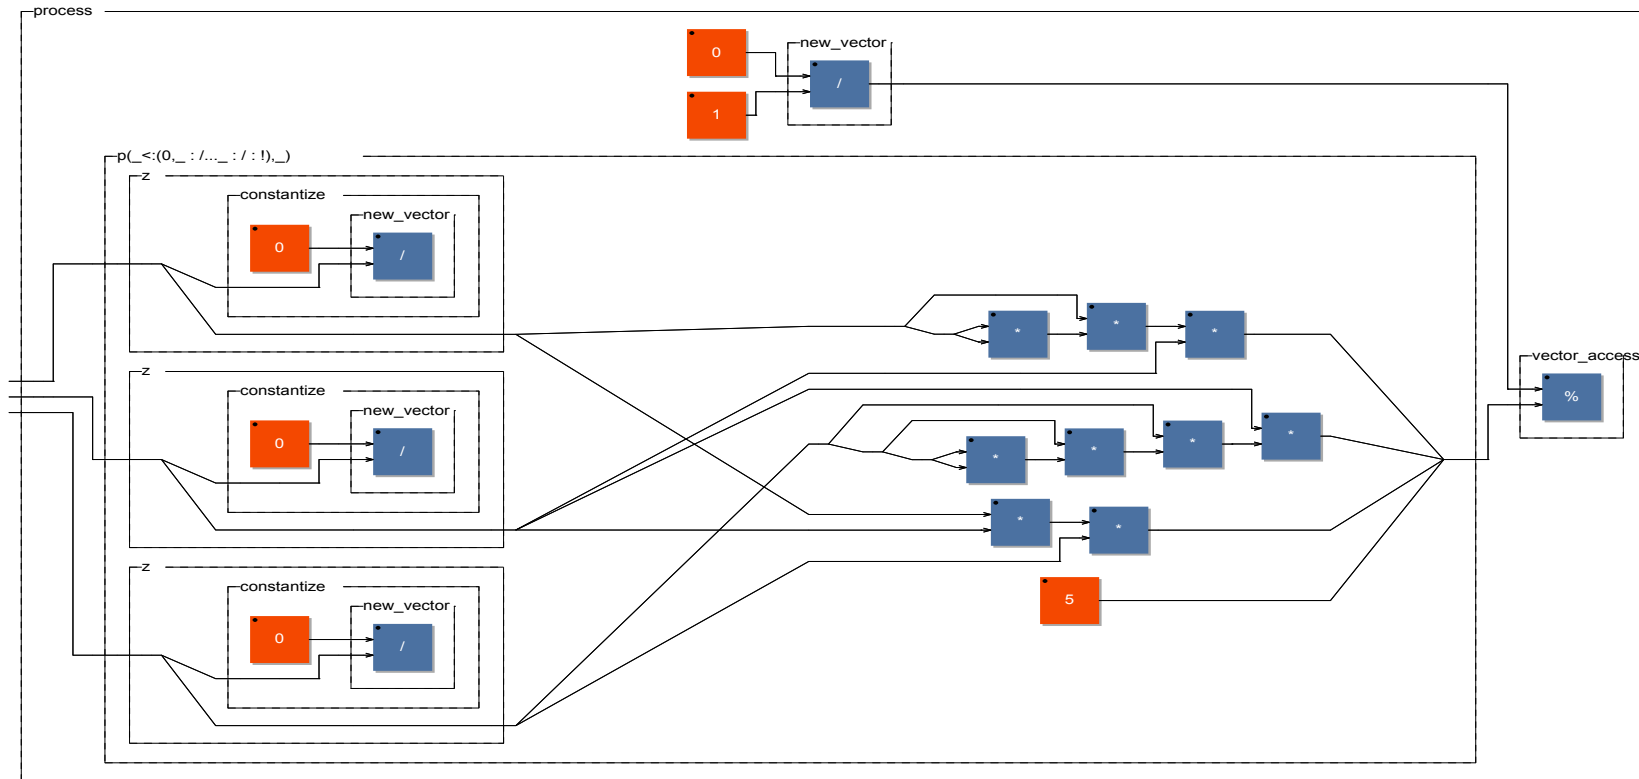 process
0
new_vector
/
1
p(_<:(0,_ : /..._ : / : !),_)
z
constantize
new_vector
0
/
*
*
*
vector_access
%
z
constantize
new_vector
0
/
*
*
*
*
*
*
z
constantize
new_vector
0
/
5